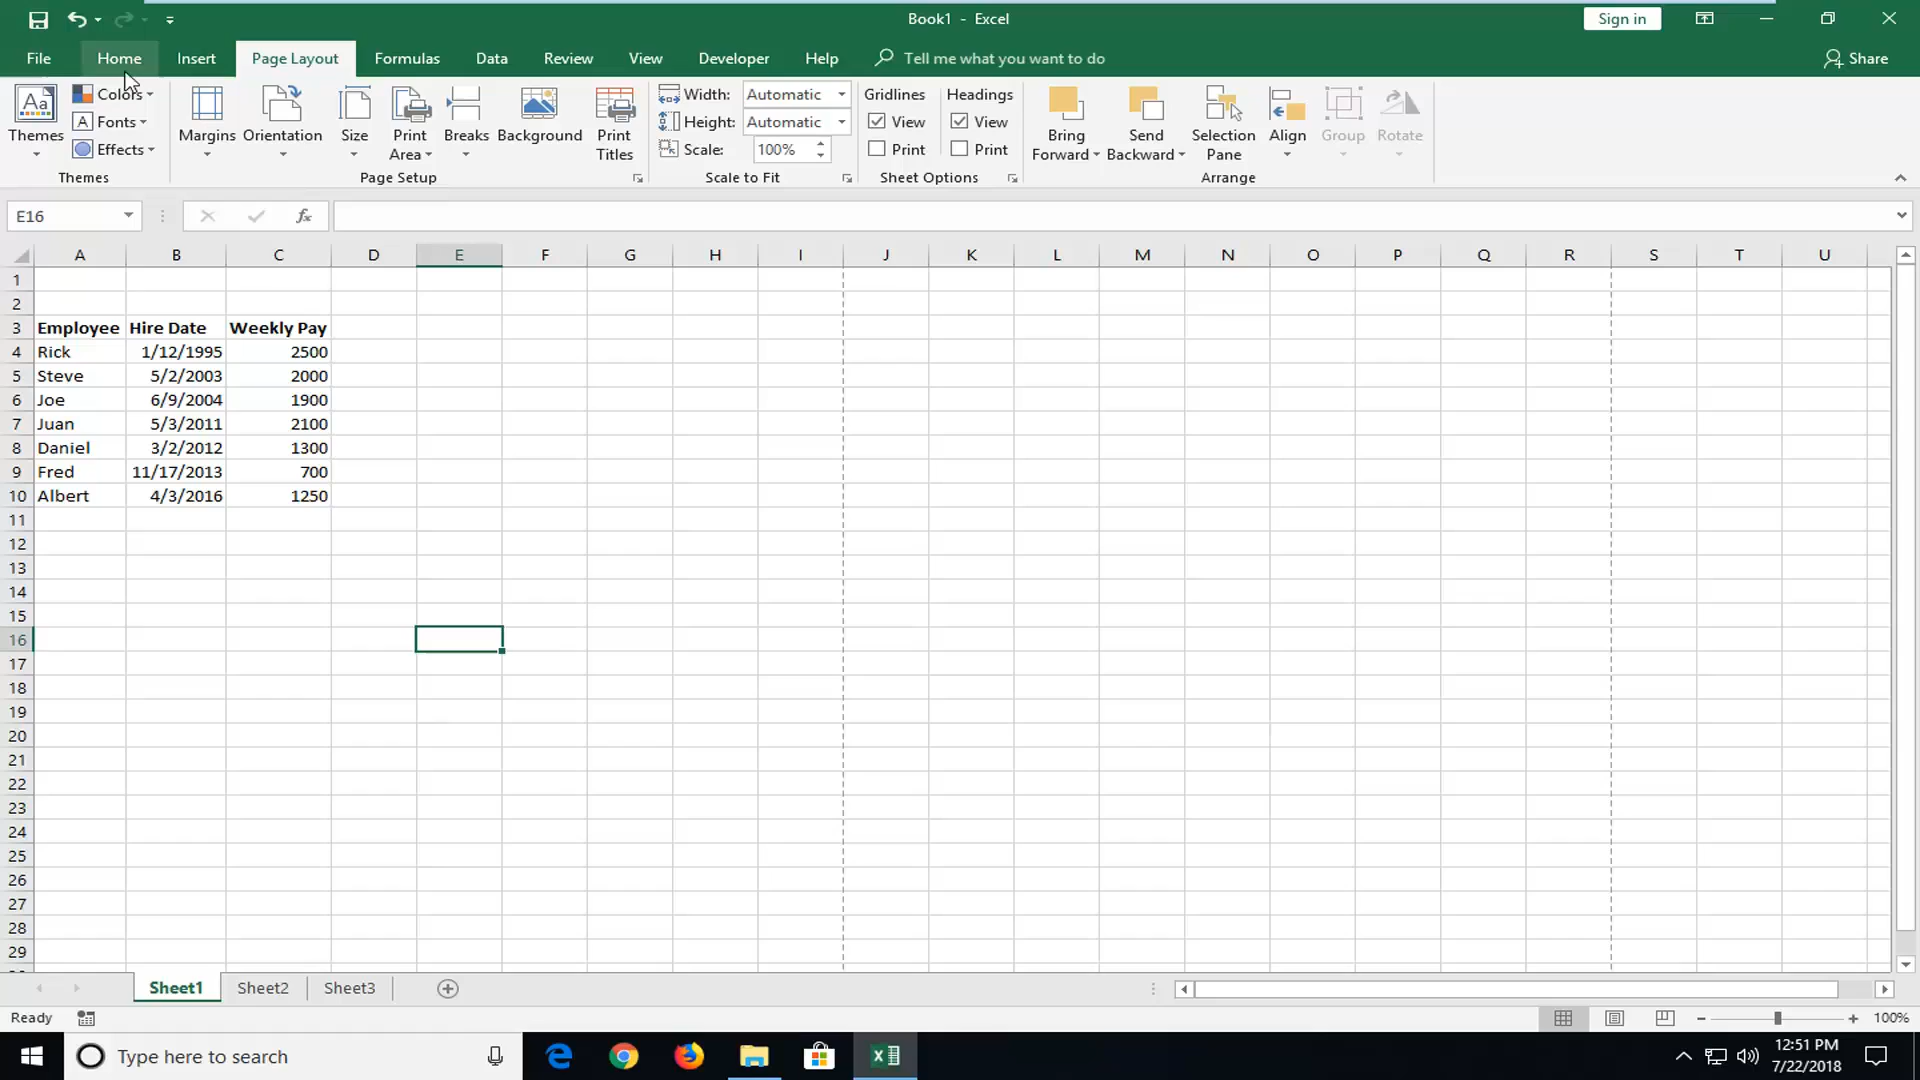 Book1 - Excel
Sign in
File Home Insert Page Layout Formulas Data Review View Developer Help Tell me what you want to do Share
Themes
Colors
Fonts
Effects
Themes
Margins
Orientation
Size
Print Area
Breaks
Background
Print Titles
Page Setup
Width: Automatic
Height: Automatic
Scale: 100%
Scale to Fit
Gridlines
View
Print
Headings
View
Print
Sheet Options
Bring Forward
Send Backward
Selection Pane
Align
Group
Rotate
Arrange
E16 fx
A B C D E F G H I J K L M N O P Q R S T U
1
2
3 Employee Hire Date Weekly Pay
4 Rick 1/12/1995 2500
5 Steve 5/2/2003 2000
6 Joe 6/9/2004 1900
7 Juan 5/3/2011 2100
8 Daniel 3/2/2012 1300
9 Fred 11/17/2013 700
10 Albert 4/3/2016 1250
11
12
13
14
15
16
17
18
19
20
21
22
23
24
25
26
27
28
29
Sheet1 Sheet2 Sheet3
Ready 100%
Type here to search
12:51 PM
7/22/2018